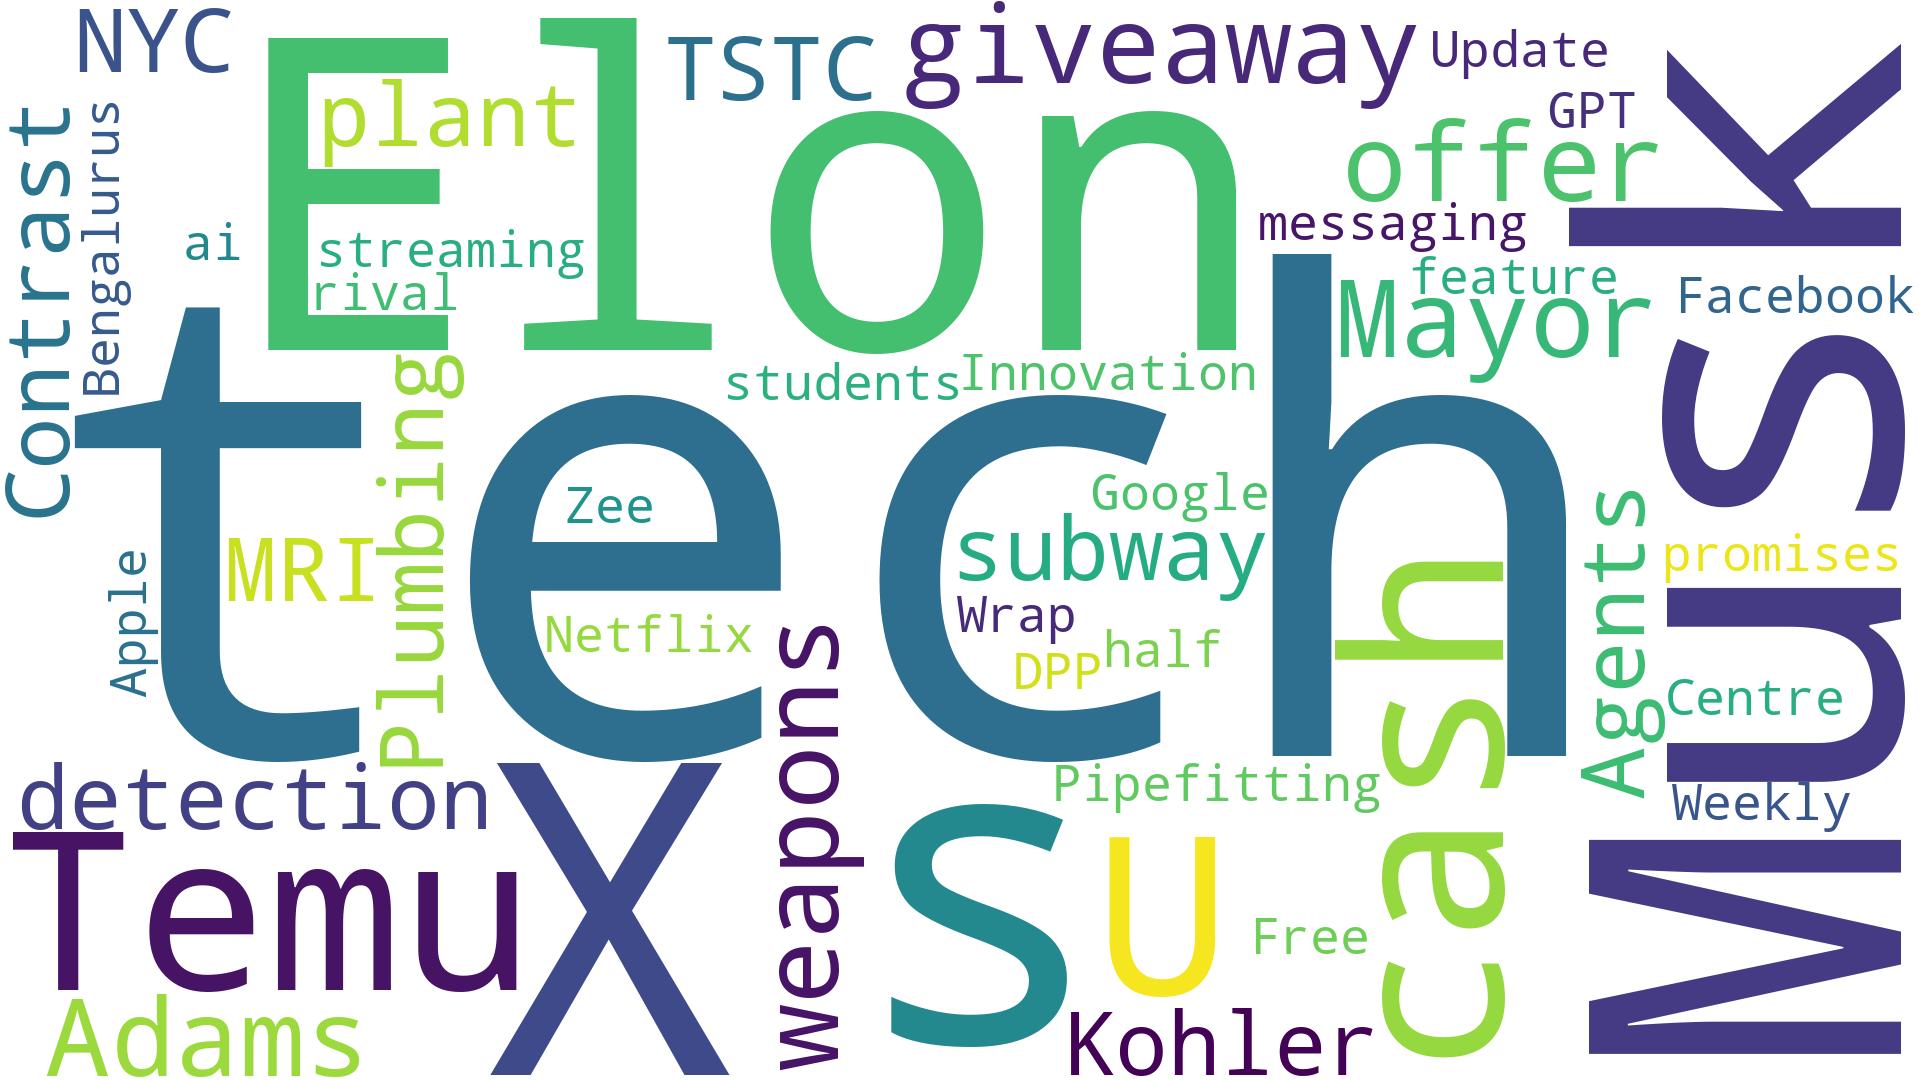 NYC
Elon
TSTC
giveaway
Update
GPT
plant
offer
Contrast
Bengalurus
ai
streaming
rival
messaging
feature
Mayor
Facebook
Musk
students
Innovation
tech
Plumbing
Zee
Google
subway
MRI
Apple
Netflix
Wrap
DPP
half
cash
Agents
promises
Centre
Weekly
detection
Temu
X
weapons
S
U
Pipefitting
Free
Adams
Kohler